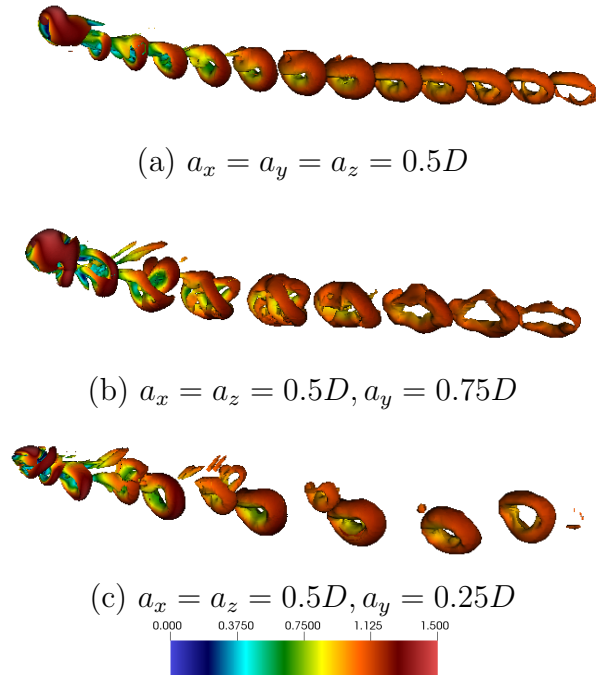 (a) $a_x = a_y = a_z = 0.5D$
(b) $a_x = a_z = 0.5D, a_y = 0.75D$
(c) $a_x = a_z = 0.5D, a_y = 0.25D$
0.000 0.3750 0.7500 1.125 1.500